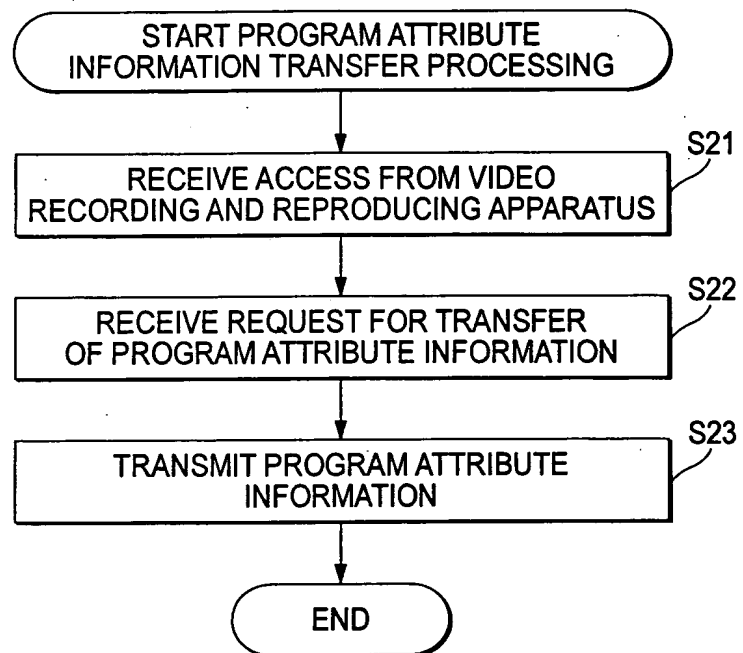 START PROGRAM ATTRIBUTE
INFORMATION TRANSFER PROCESSING
S21
RECEIVE ACCESS FROM VIDEO
RECORDING AND REPRODUCING APPARATUS
S22
RECEIVE REQUEST FOR TRANSFER
OF PROGRAM ATTRIBUTE INFORMATION
S23
TRANSMIT PROGRAM ATTRIBUTE
INFORMATION
END